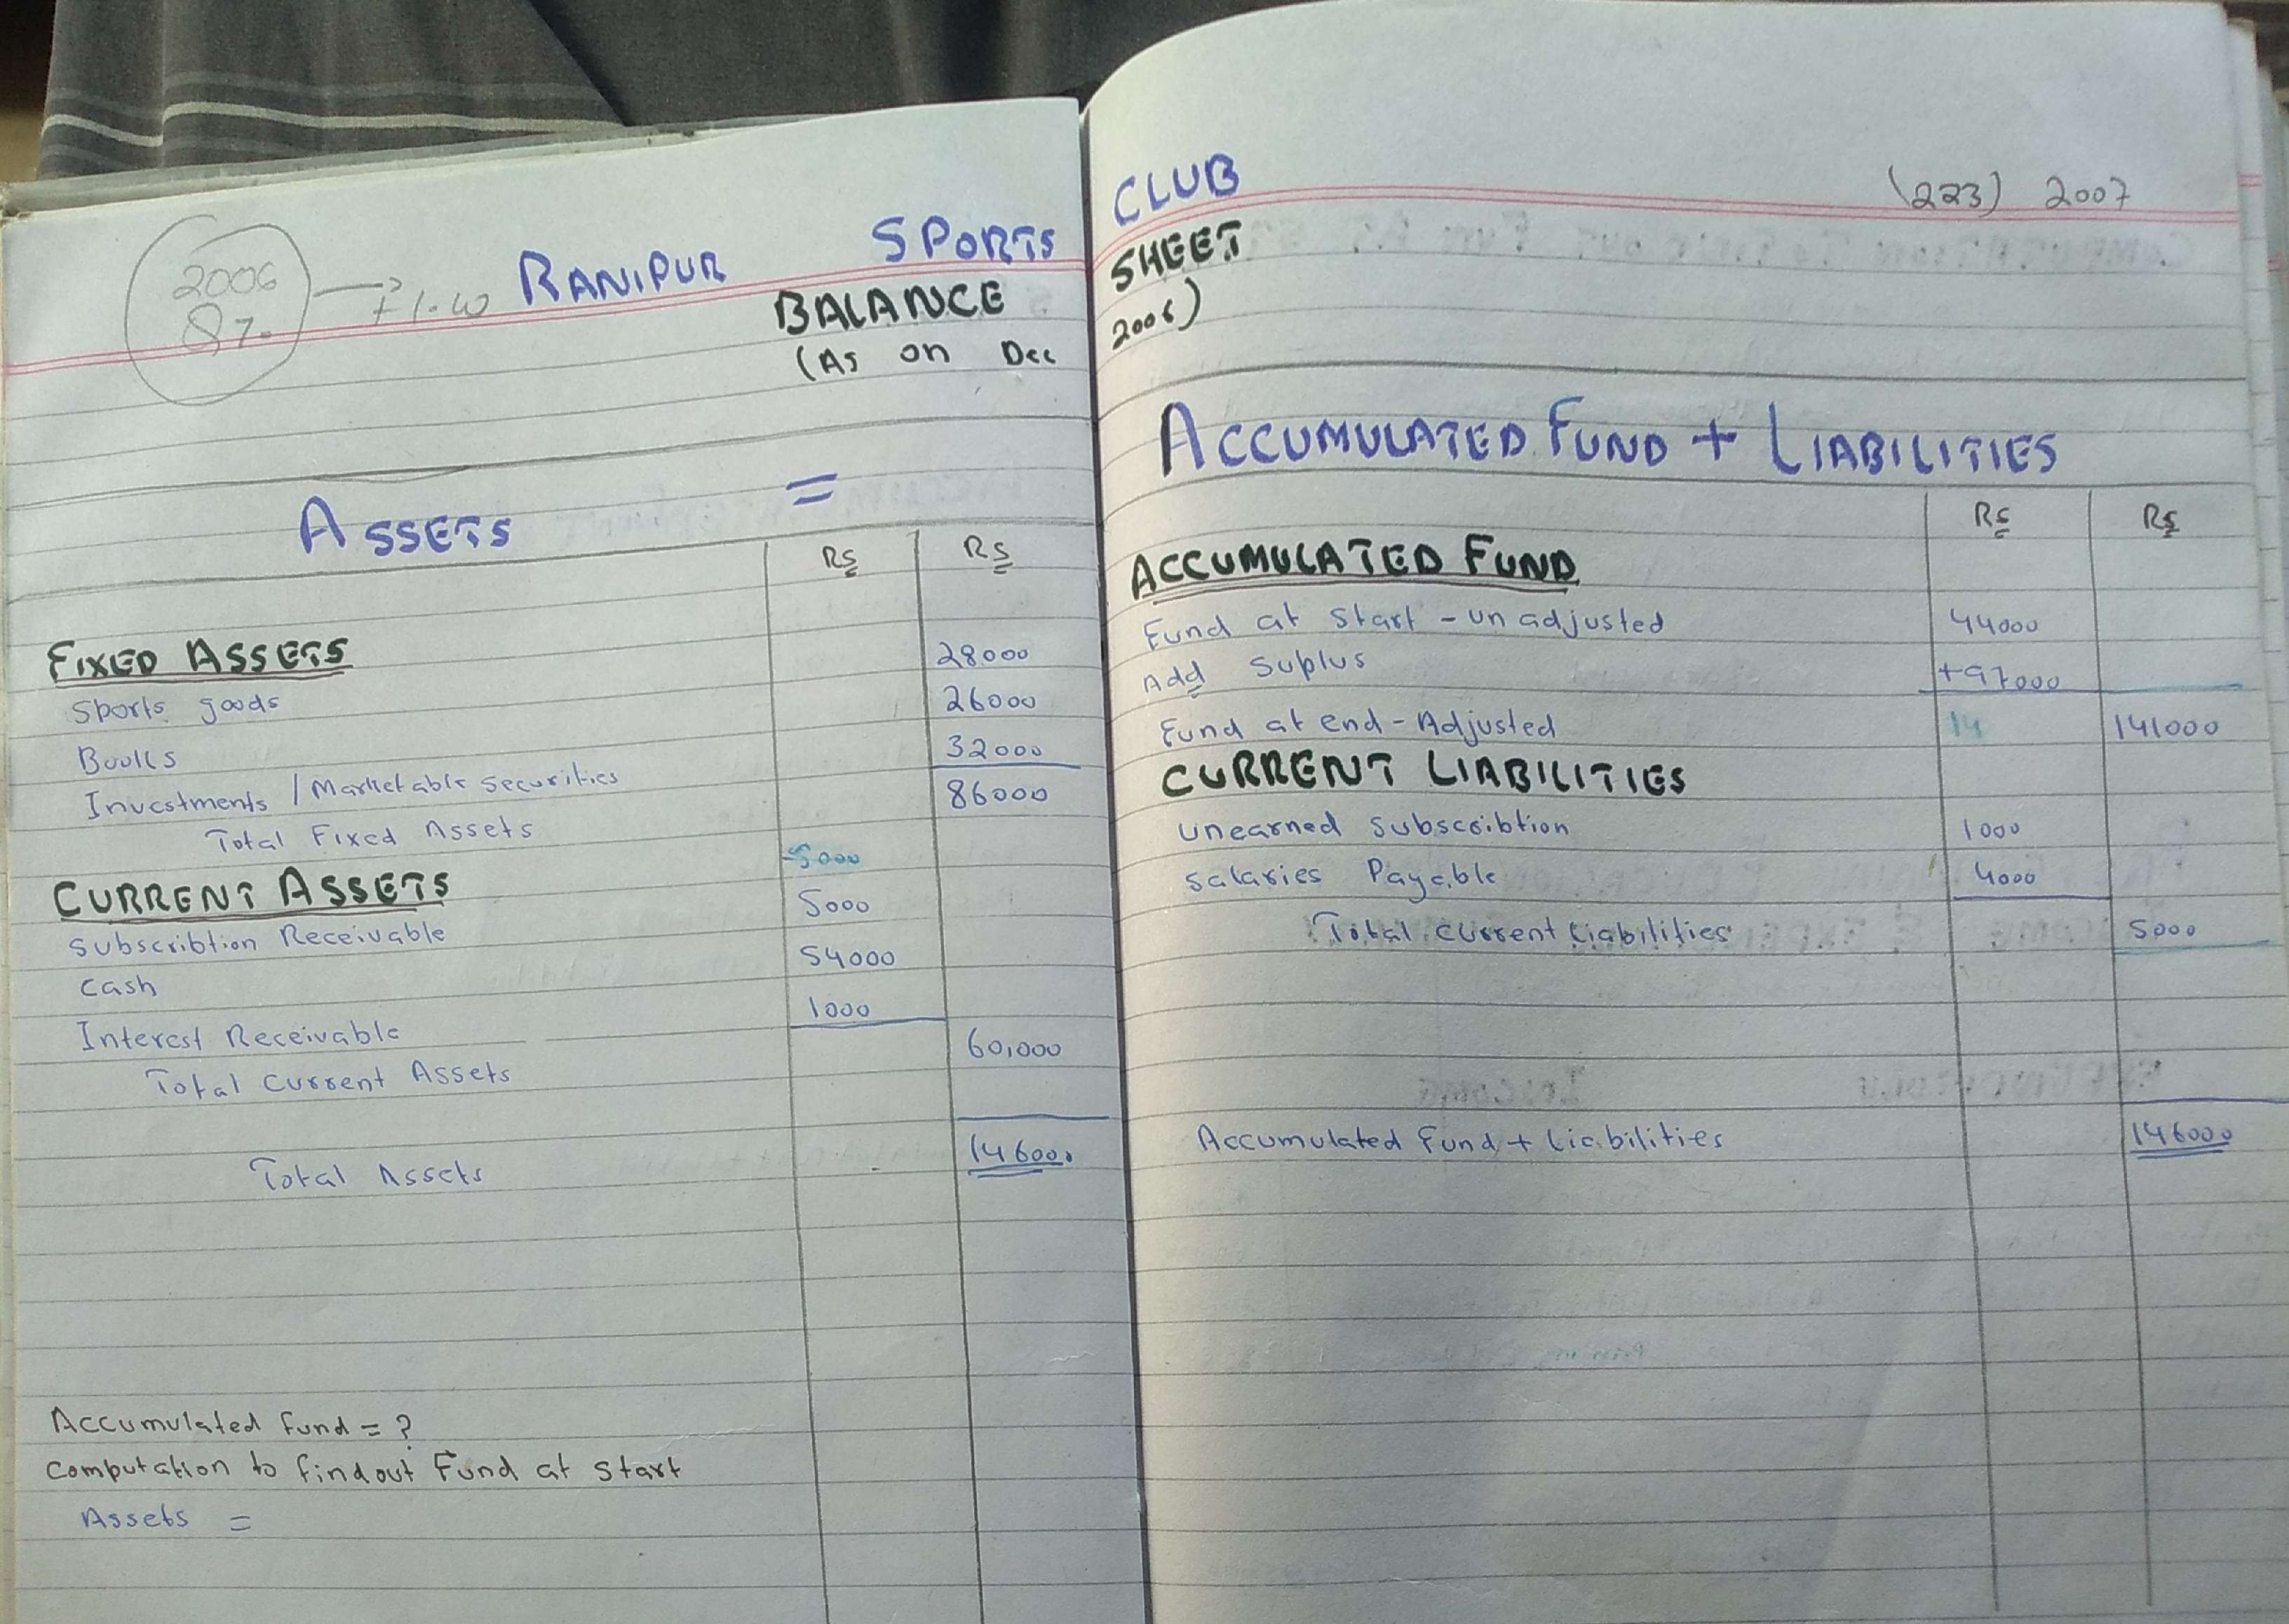 2006
87.
→ H.W
RANIPUR SPORTS CLUB
(223) 2007
BALANCE SHEET
(As on Dec 2006)
ASSETS =
Rs Rs
FIXED ASSETS
Sports goods 28000
Books 26000
Investments / Marketable Securities 32000
Total Fixed Assets 86000
5000
CURRENT ASSETS
Subscribtion Receivable 5000
Cash 54000
Interest Receivable 1000
Total Current Assets 60,000
Total Assets 146000
Accumulated Fund = ?
Computation to findout Fund at start
Assets =
ACCUMULATED FUND + LIABILITIES
Rs Rs
ACCUMULATED FUND
Fund at Start - un adjusted 44000
Add Suplus +97000
Fund at end - Adjusted 14 141000
CURRENT LIABILITIES
unearned subscribtion 1000
Salaries Payable 4000
Total Current Liabilities 5000
Accumulated Fund + Liabilities 146000